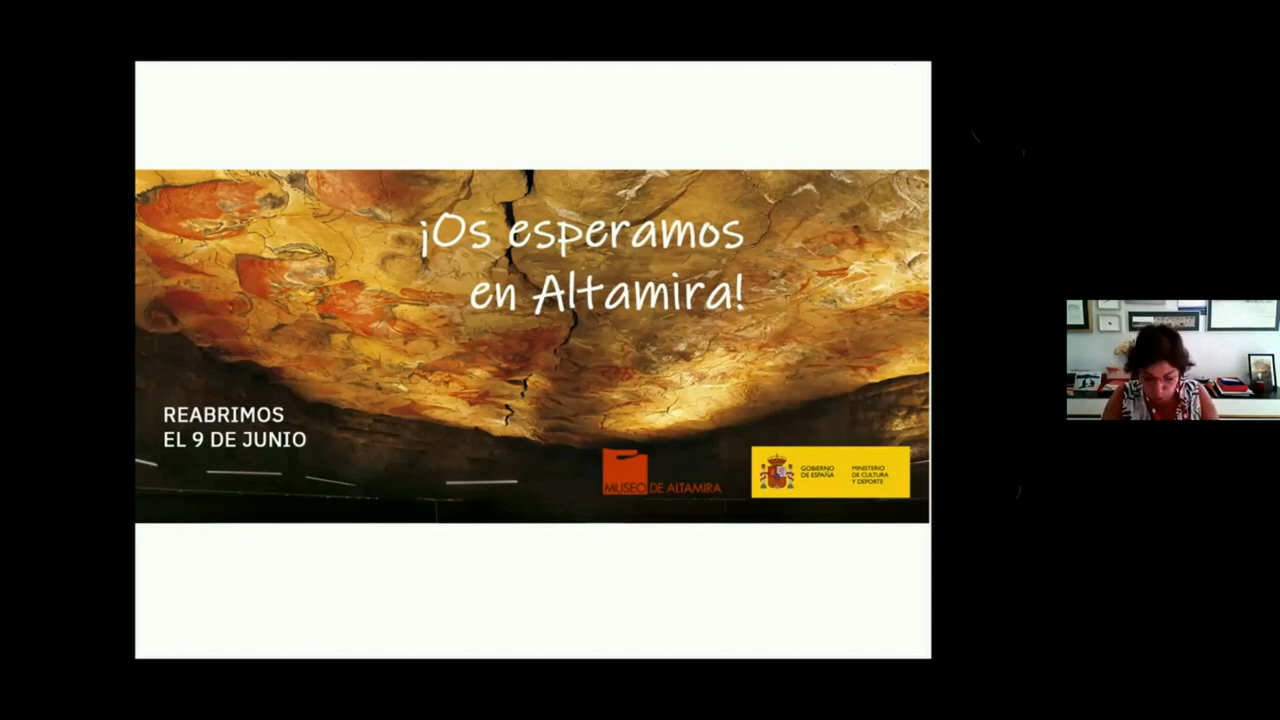 ¡Os esperamos
en Altamira!
REABRIMOS
EL 9 DE JUNIO
MUSEO DE ALTAMIRA
GOBIERNO
DE ESPAÑA
MINISTERIO
DE CULTURA
Y DEPORTE